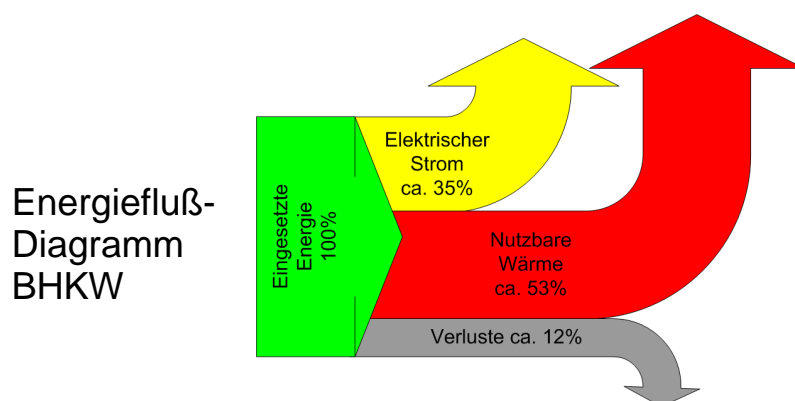 Energiefluß-
Diagramm
BHKW
Eingesetzte
Energie
100%
Elektrischer
Strom
ca. 35%
Nutzbare
Wärme
ca. 53%
Verluste ca. 12%